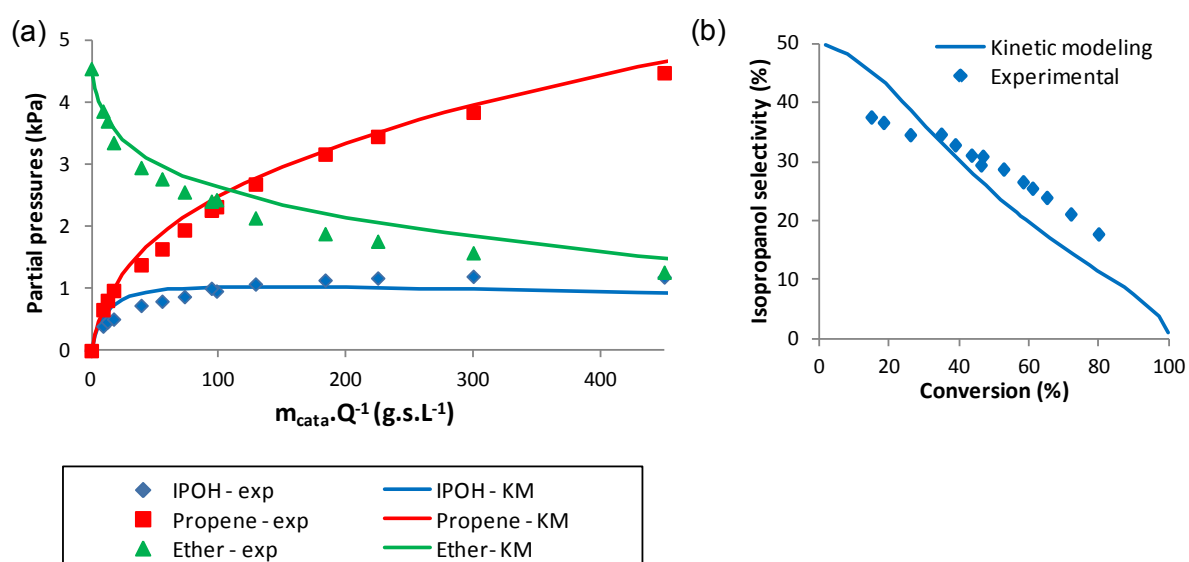 (a)
5
4
3
2
1
0
Partial pressures (kPa)
0 100 200 300 400
m_cata.Q⁻¹ (g.s.L⁻¹)
(b)
50
40
30
20
10
0
Isopropanol selectivity (%)
Kinetic modeling
Experimental
0 20 40 60 80 100
Conversion (%)
IPOH - exp IPOH - KM
Propene - exp Propene - KM
Ether - exp Ether- KM